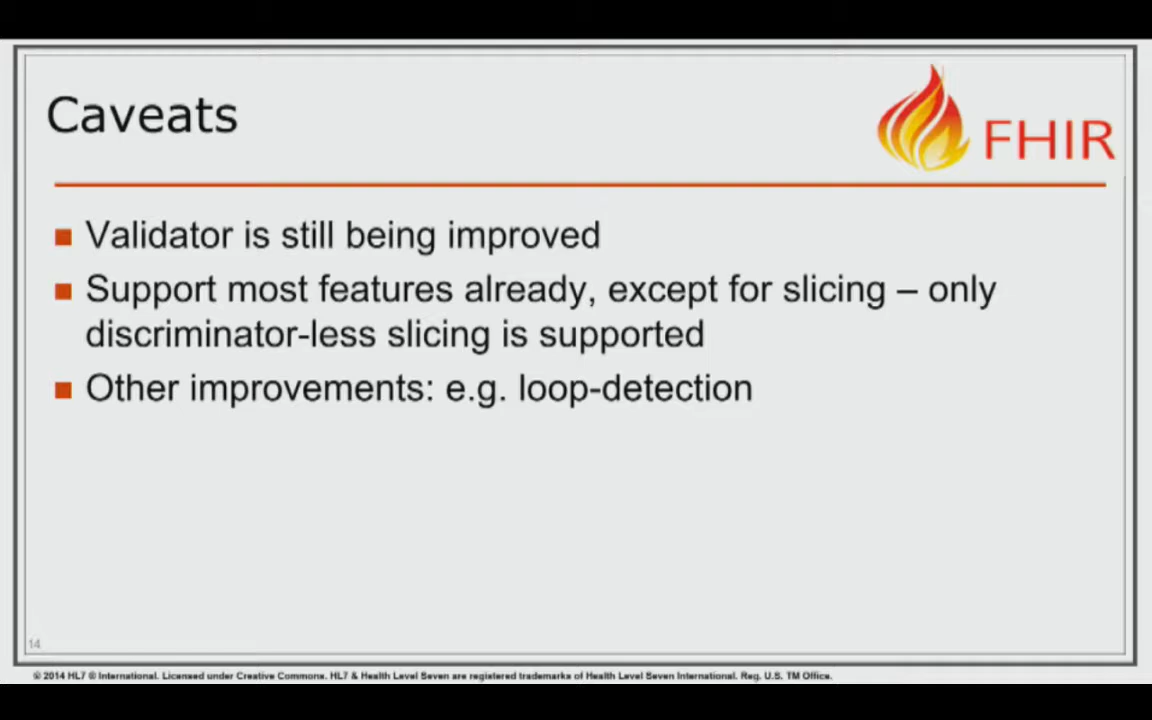 Caveats
FHIR
Validator is still being improved
Support most features already, except for slicing – only
discriminator-less slicing is supported
Other improvements: e.g. loop-detection
14
© 2014 HL7 ® International. Licensed under Creative Commons. HL7 & Health Level Seven are registered trademarks of Health Level Seven International. Reg. U.S. TM Office.